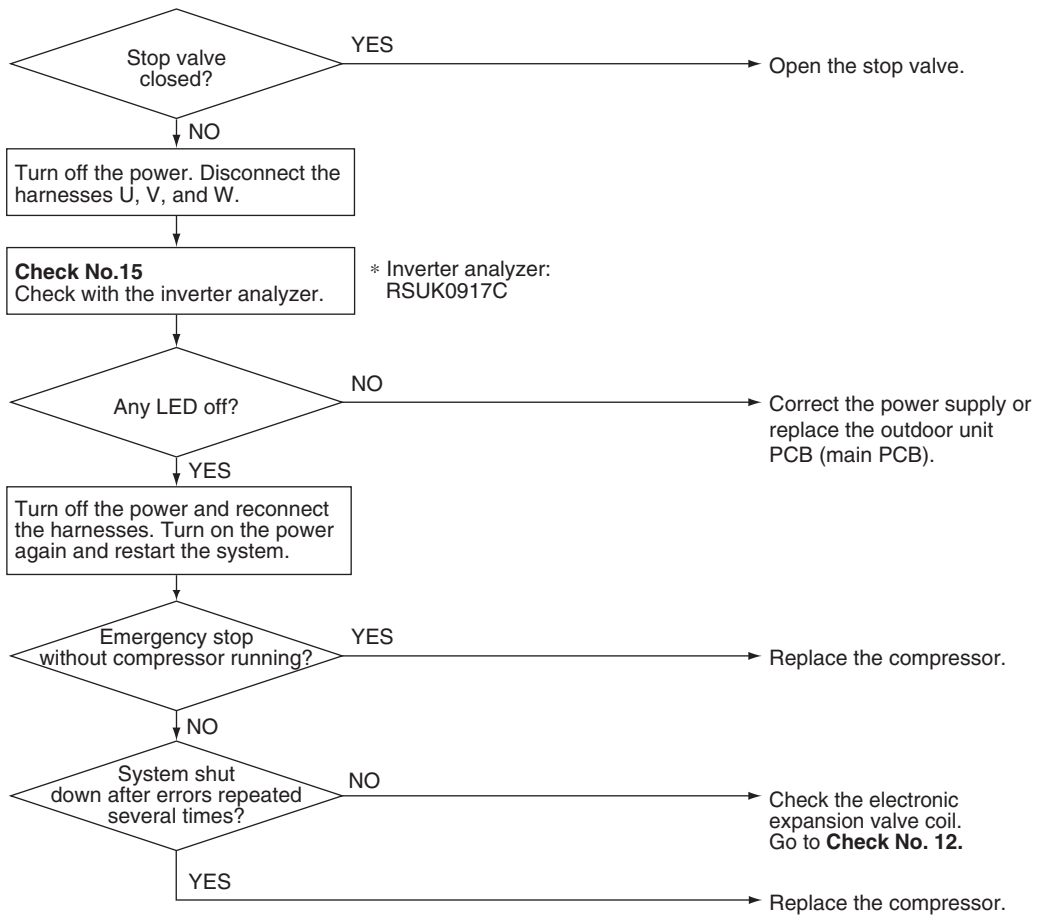 Stop valve
closed?
YES
Open the stop valve.
NO
Turn off the power. Disconnect the
harnesses U, V, and W.
Check No.15
Check with the inverter analyzer.
* Inverter analyzer:
RSUK0917C
Any LED off?
NO
Correct the power supply or
replace the outdoor unit
PCB (main PCB).
YES
Turn off the power and reconnect
the harnesses. Turn on the power
again and restart the system.
Emergency stop
without compressor running?
YES
Replace the compressor.
NO
System shut
down after errors repeated
several times?
NO
Check the electronic
expansion valve coil.
Go to Check No. 12.
YES
Replace the compressor.